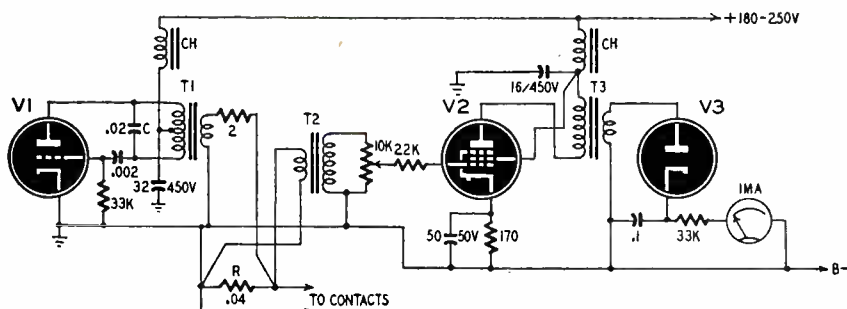 +180-250V
CH
CH
T1
16/450V
T3
V1
V2
V3
.02
C
2
T2
10K
22K
1MA
.002
32
450V
33K
50
50V
170
.1
33K
R
.04
TO CONTACTS
B-